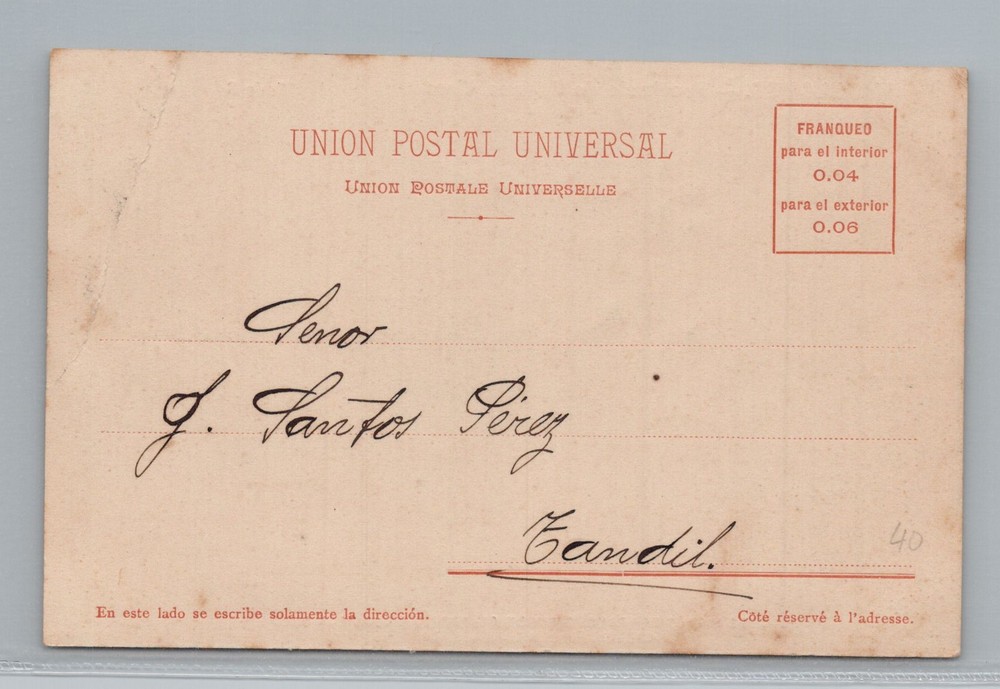 UNION POSTAL UNIVERSAL
UNION POSTALE UNIVERSELLE
FRANQUEO
para el interior
0.04
para el exterior
0.06
Senor
J. Santos Pérez
Tandil.
40
En este lado se escribe solamente la dirección.
Côté réservé à l'adresse.